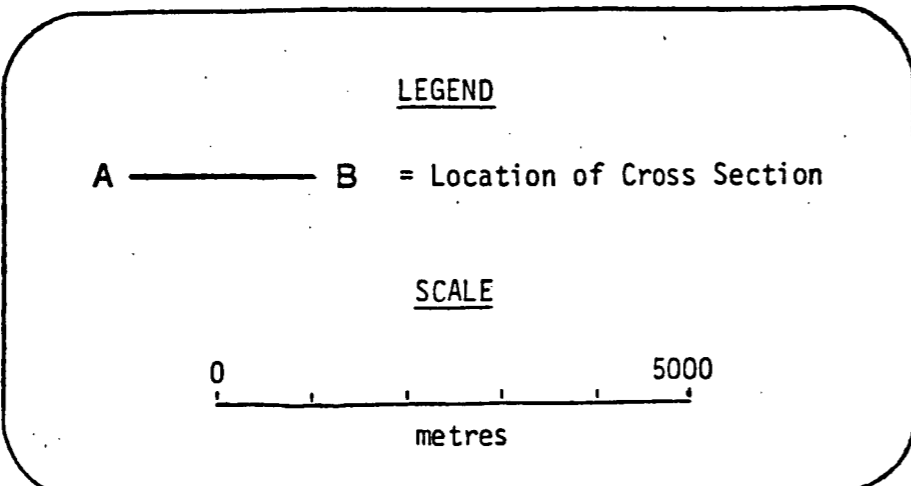 LEGEND
A B = Location of Cross Section
SCALE
0 5000
metres